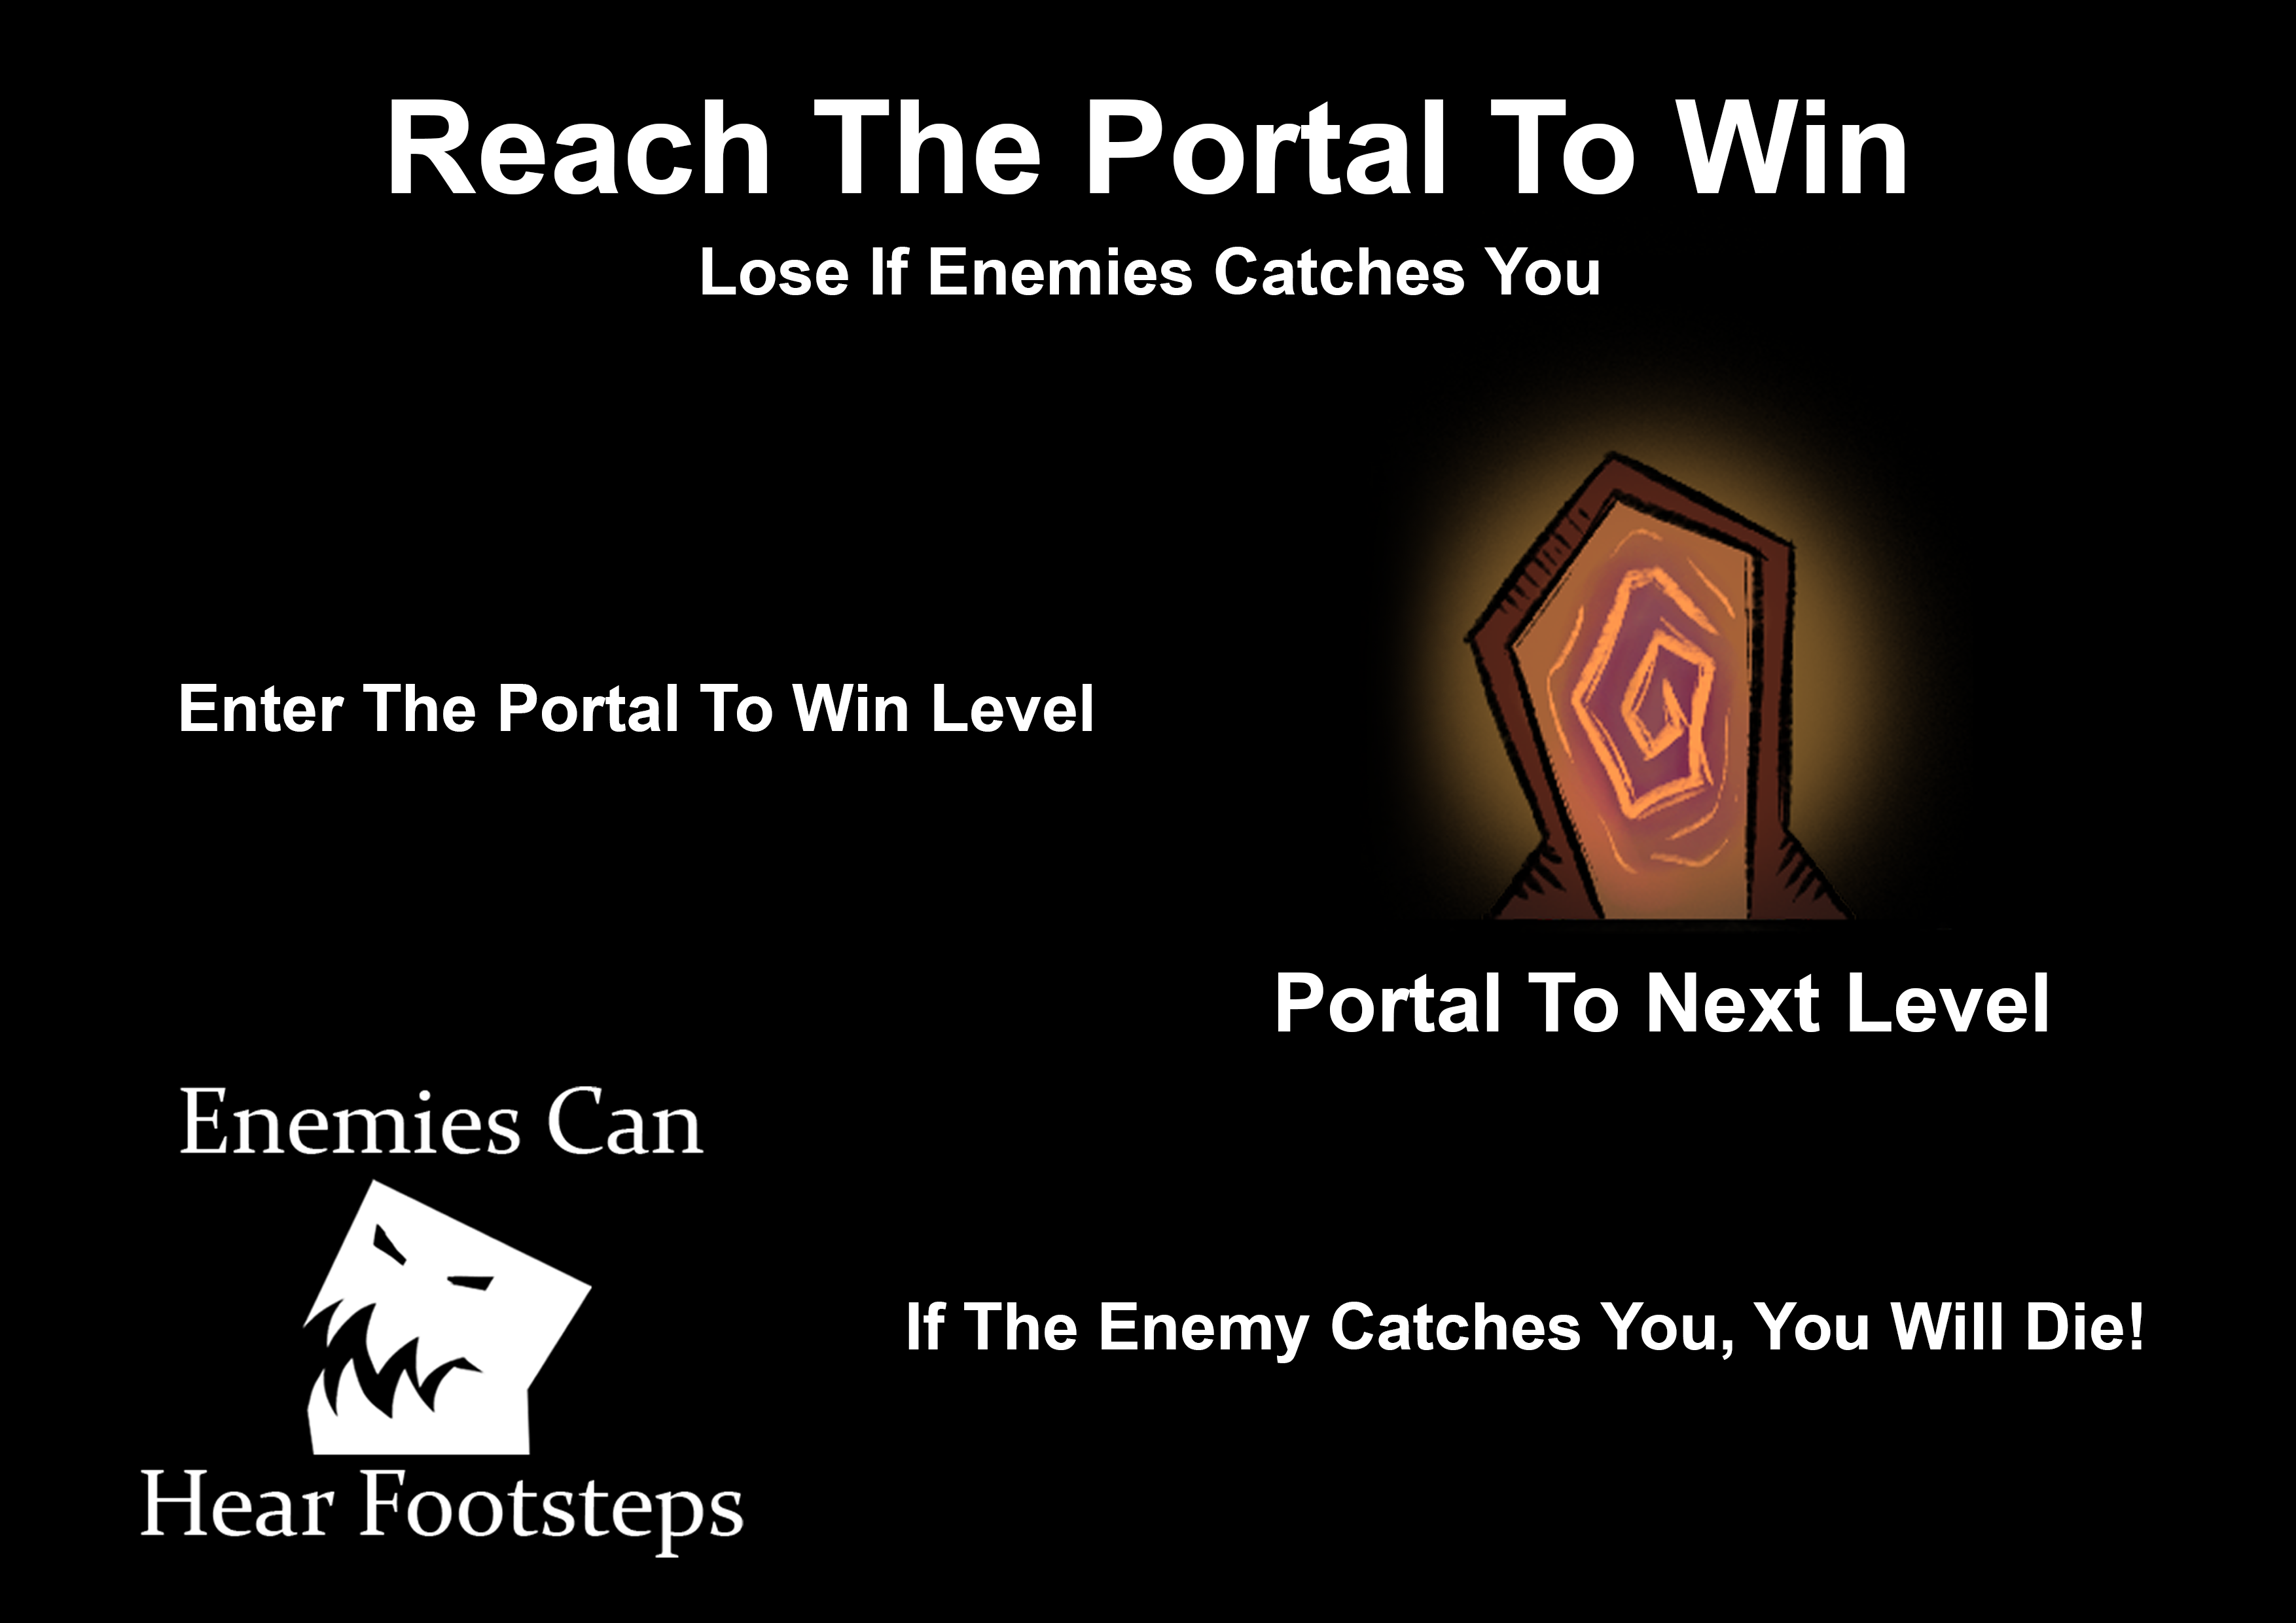 Reach The Portal To Win
Lose If Enemies Catches You
Enter The Portal To Win Level
Portal To Next Level
Enemies Can
Hear Footsteps
If The Enemy Catches You, You Will Die!